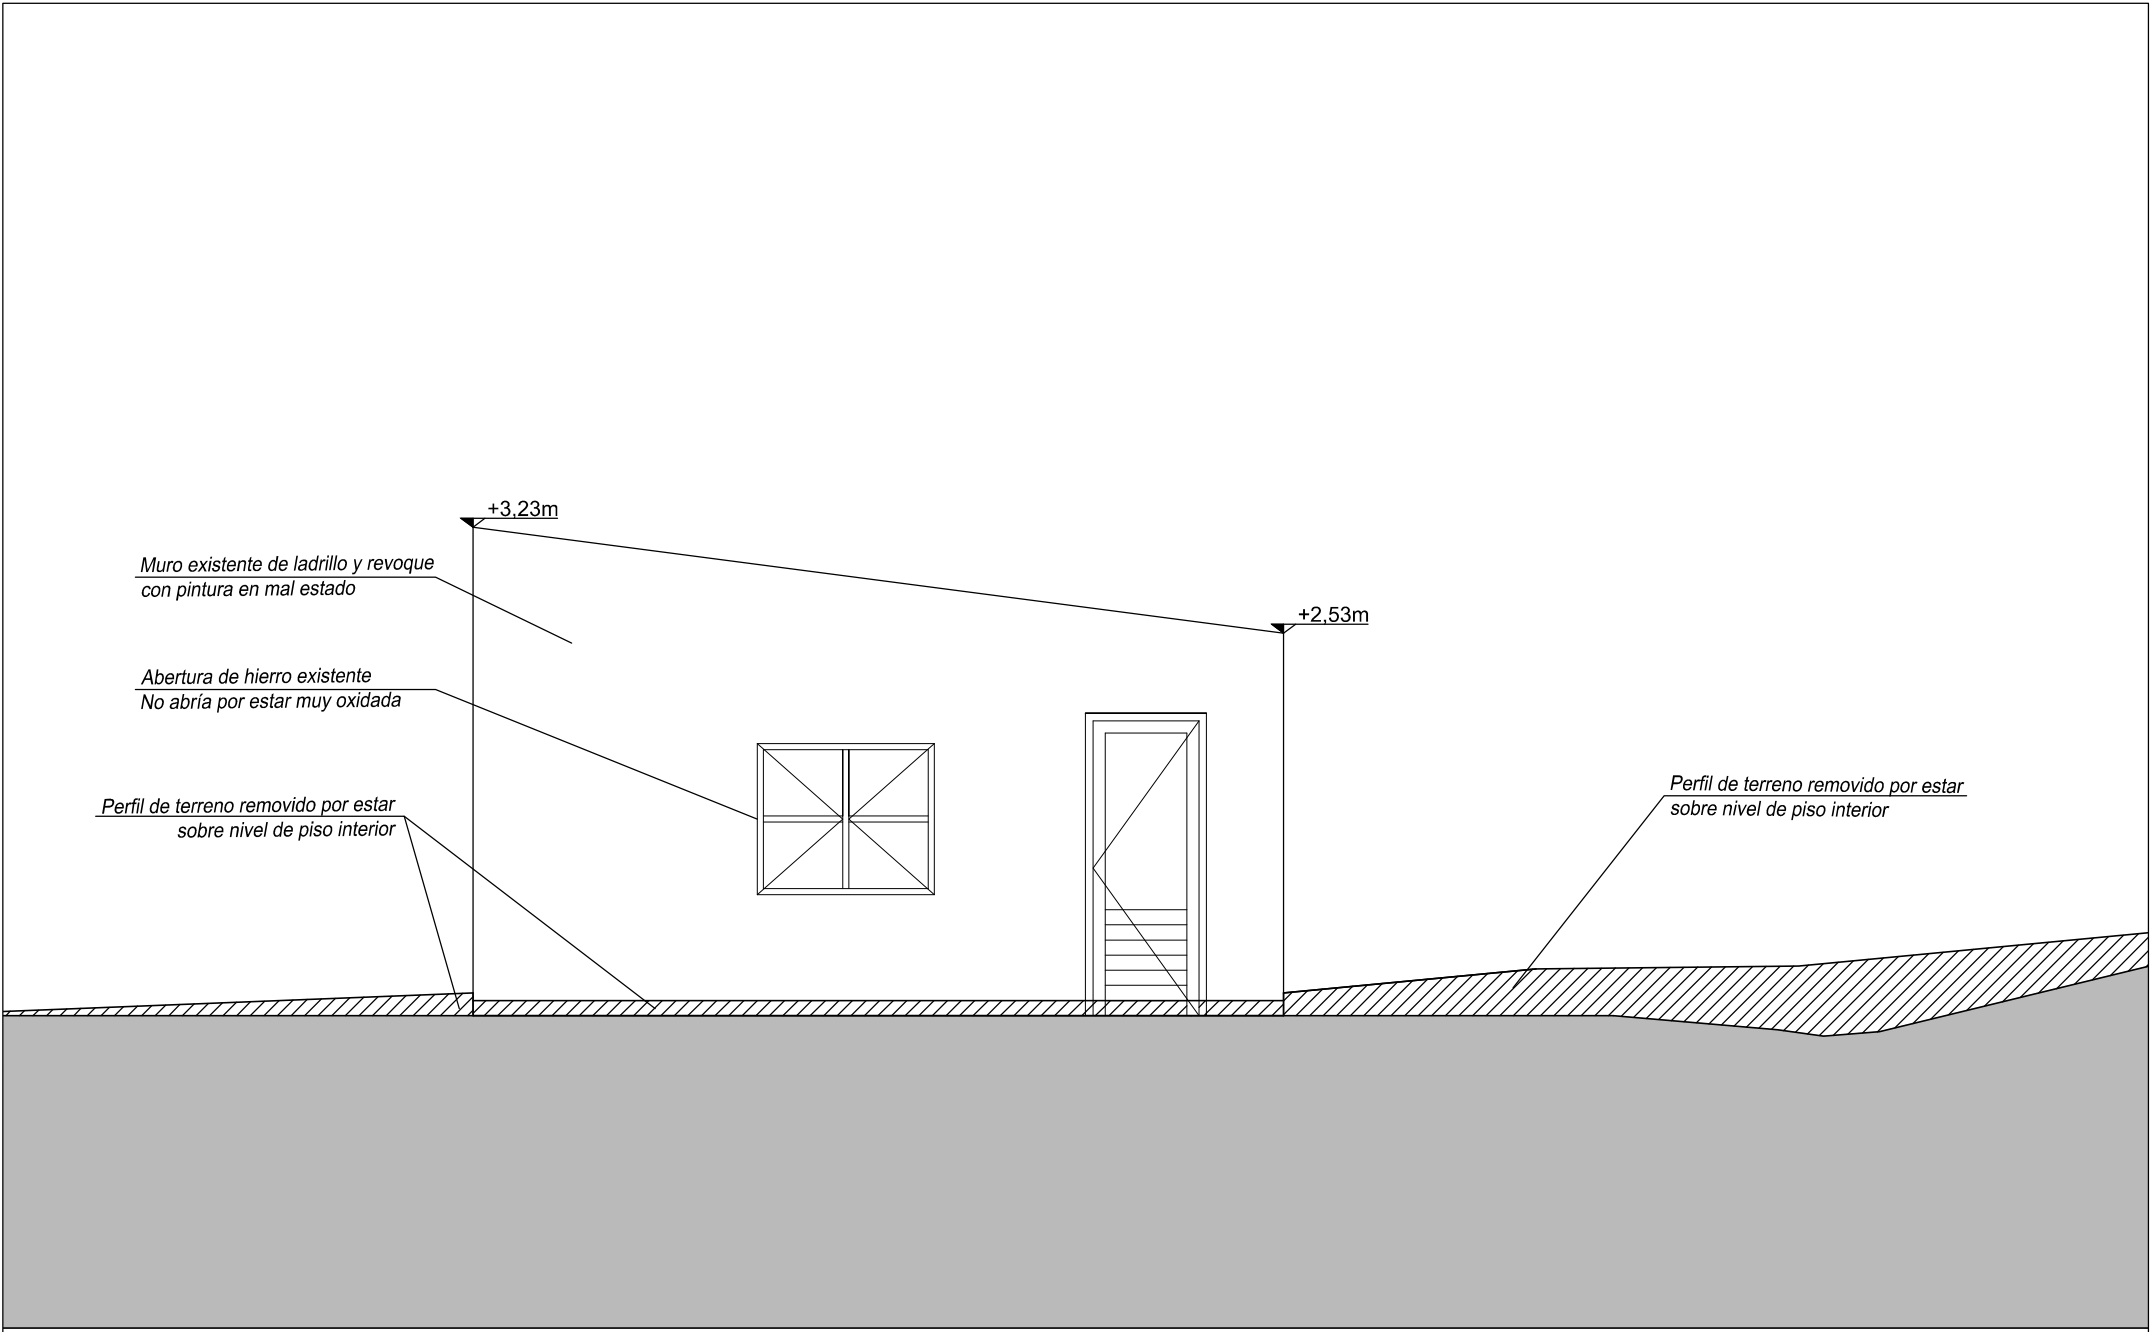 +3,23m
Muro existente de ladrillo y revoque
con pintura en mal estado
+2,53m
Abertura de hierro existente
No abría por estar muy oxidada
Perfil de terreno removido por estar
sobre nivel de piso interior
Perfil de terreno removido por estar
sobre nivel de piso interior